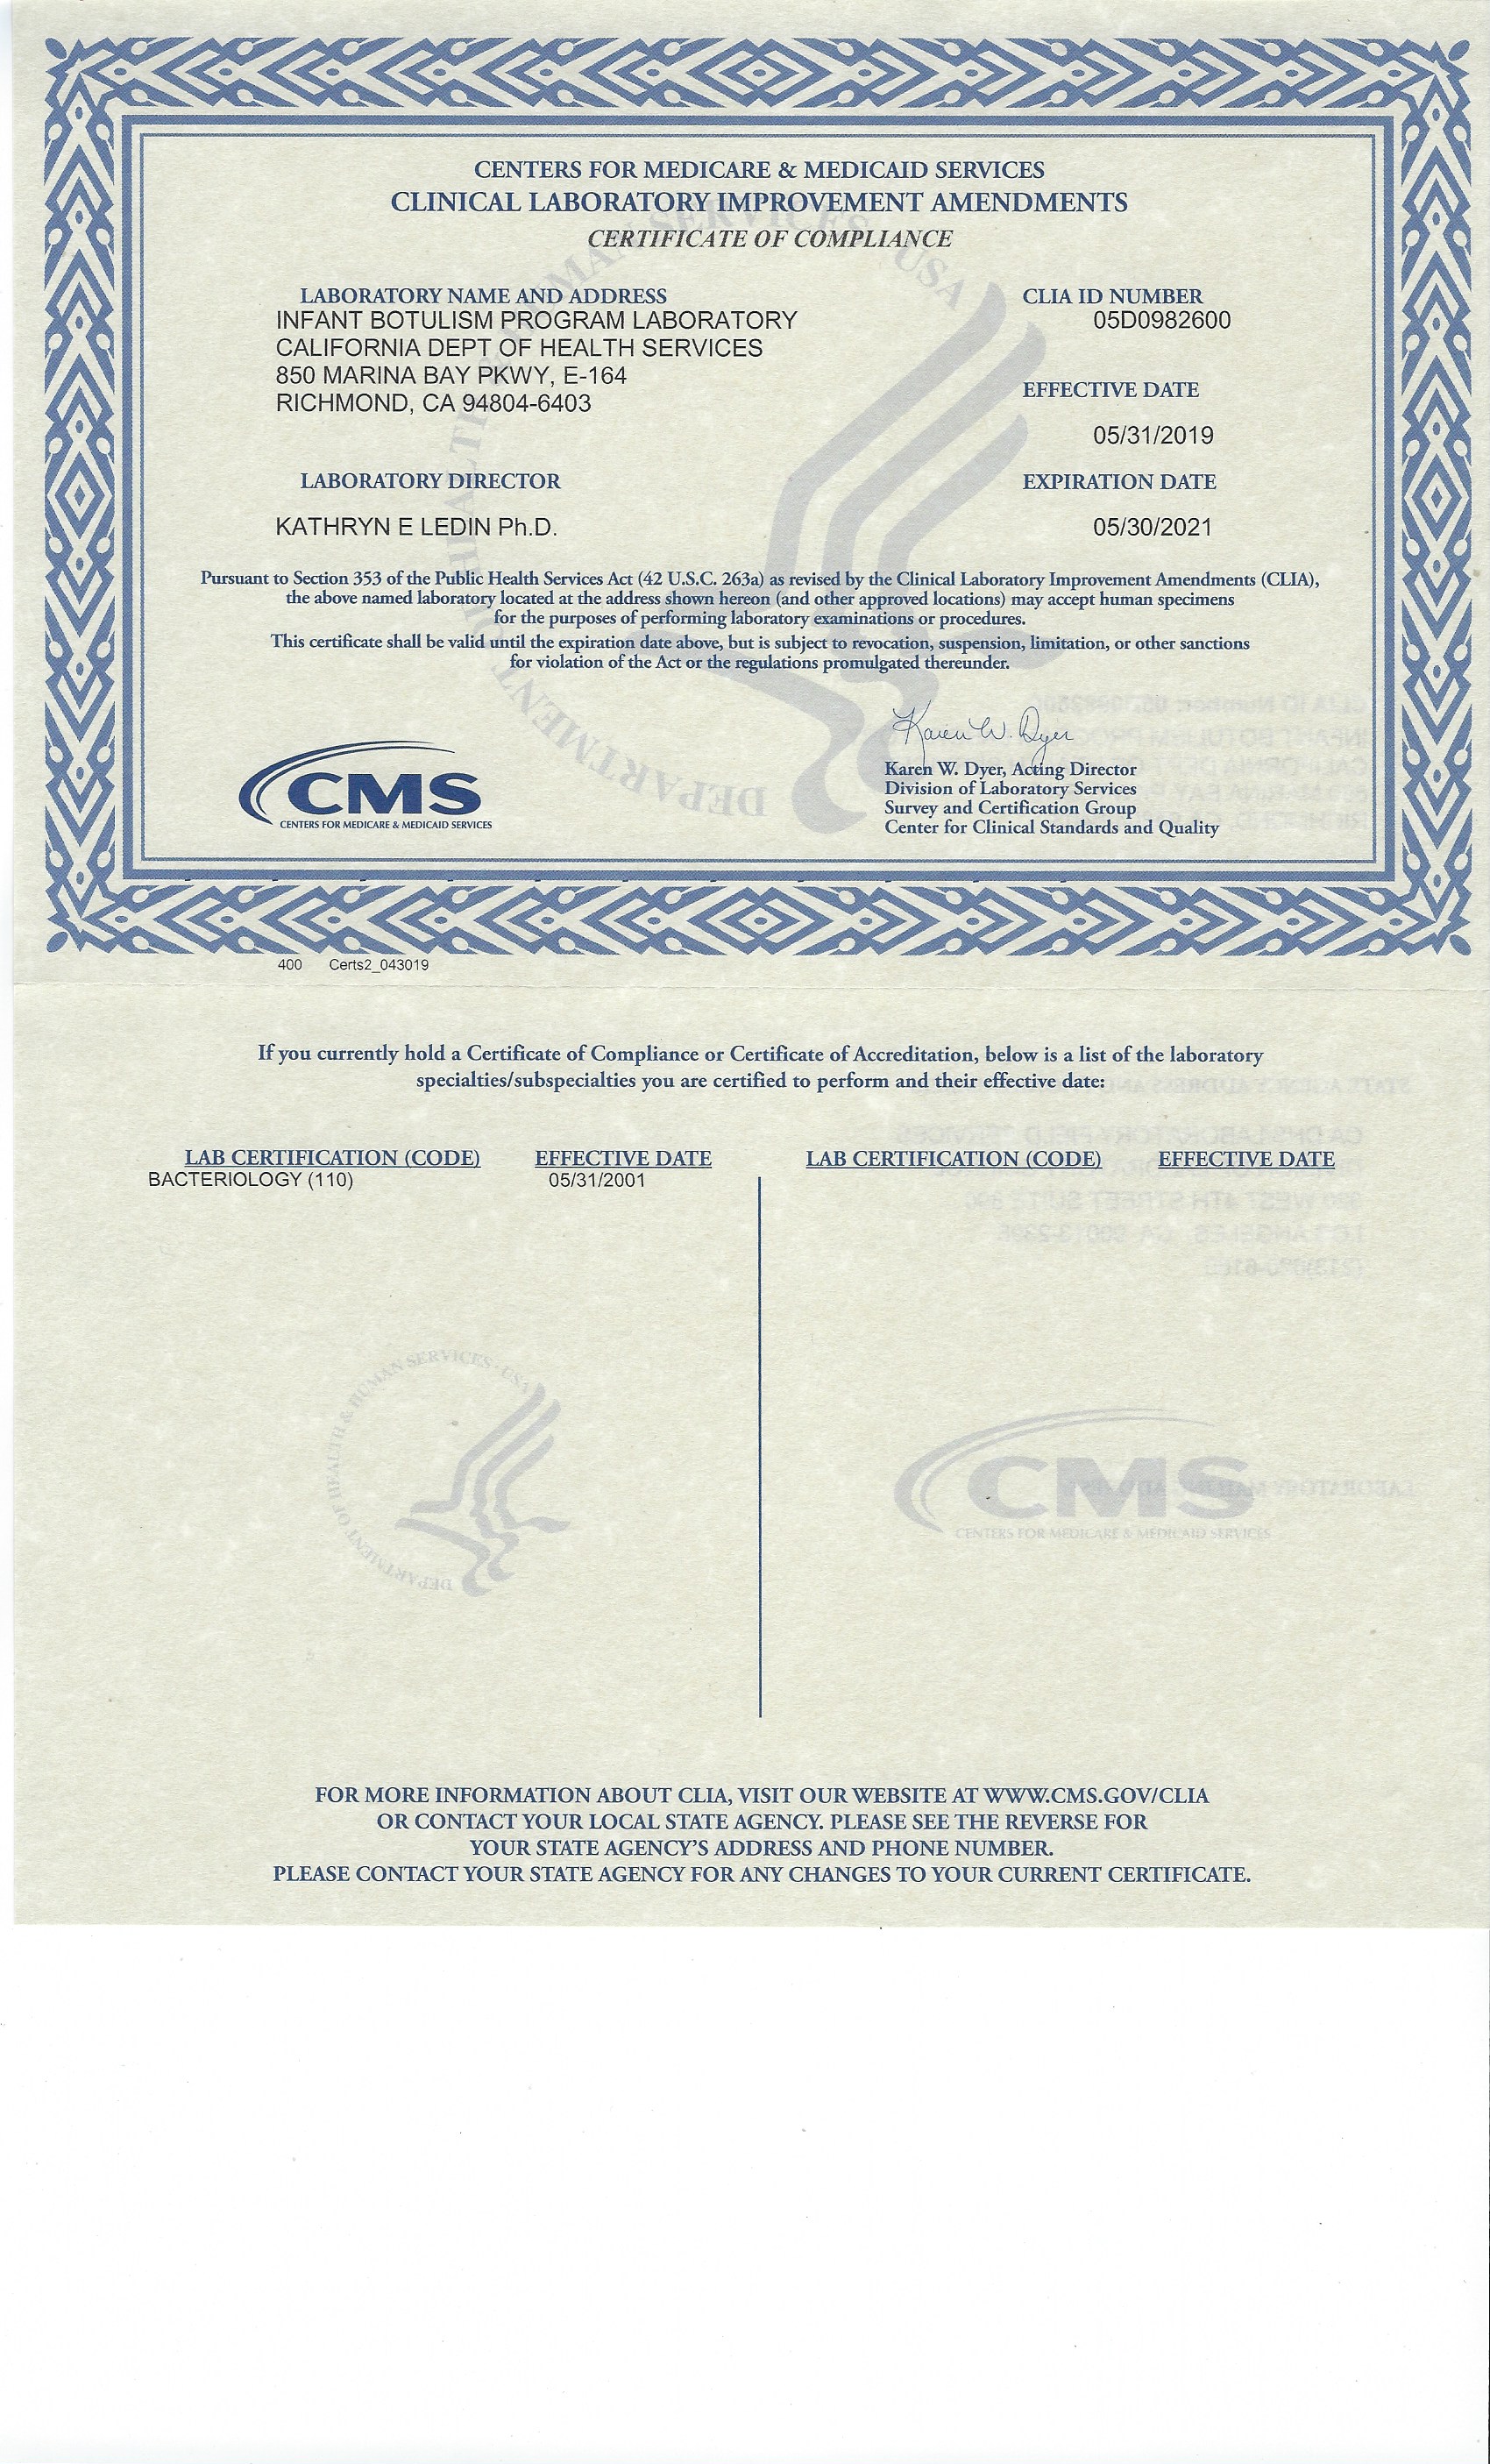 CENTERS FOR MEDICARE & MEDICAID SERVICES
CLINICAL LABORATORY IMPROVEMENT AMENDMENTS
CERTIFICATE OF COMPLIANCE
LABORATORY NAME AND ADDRESS
INFANT BOTULISM PROGRAM LABORATORY
CALIFORNIA DEPT OF HEALTH SERVICES
850 MARINA BAY PKWY, E-164
RICHMOND, CA 94804-6403
CLIA ID NUMBER
05D0982600
EFFECTIVE DATE
05/31/2019
LABORATORY DIRECTOR
KATHRYN E LEDIN Ph.D.
EXPIRATION DATE
05/30/2021
Pursuant to Section 353 of the Public Health Services Act (42 U.S.C. 263a) as revised by the Clinical Laboratory Improvement Amendments (CLIA),
the above named laboratory located at the address shown hereon (and other approved locations) may accept human specimens
for the purposes of performing laboratory examinations or procedures.
This certificate shall be valid until the expiration date above, but is subject to revocation, suspension, limitation, or other sanctions
for violation of the Act or the regulations promulgated thereunder.
Karen W. Dyer
Karen W. Dyer, Acting Director
Division of Laboratory Services
Survey and Certification Group
Center for Clinical Standards and Quality
CMS
CENTERS FOR MEDICARE & MEDICAID SERVICES
400 Certs2_043019
If you currently hold a Certificate of Compliance or Certificate of Accreditation, below is a list of the laboratory
specialties/subspecialties you are certified to perform and their effective date:
LAB CERTIFICATION (CODE) EFFECTIVE DATE LAB CERTIFICATION (CODE) EFFECTIVE DATE
BACTERIOLOGY (110) 05/31/2001
DEPARTMENT OF HEALTH & HUMAN SERVICES · USA
CMS
CENTERS FOR MEDICARE & MEDICAID SERVICES
FOR MORE INFORMATION ABOUT CLIA, VISIT OUR WEBSITE AT WWW.CMS.GOV/CLIA
OR CONTACT YOUR LOCAL STATE AGENCY. PLEASE SEE THE REVERSE FOR
YOUR STATE AGENCY'S ADDRESS AND PHONE NUMBER.
PLEASE CONTACT YOUR STATE AGENCY FOR ANY CHANGES TO YOUR CURRENT CERTIFICATE.